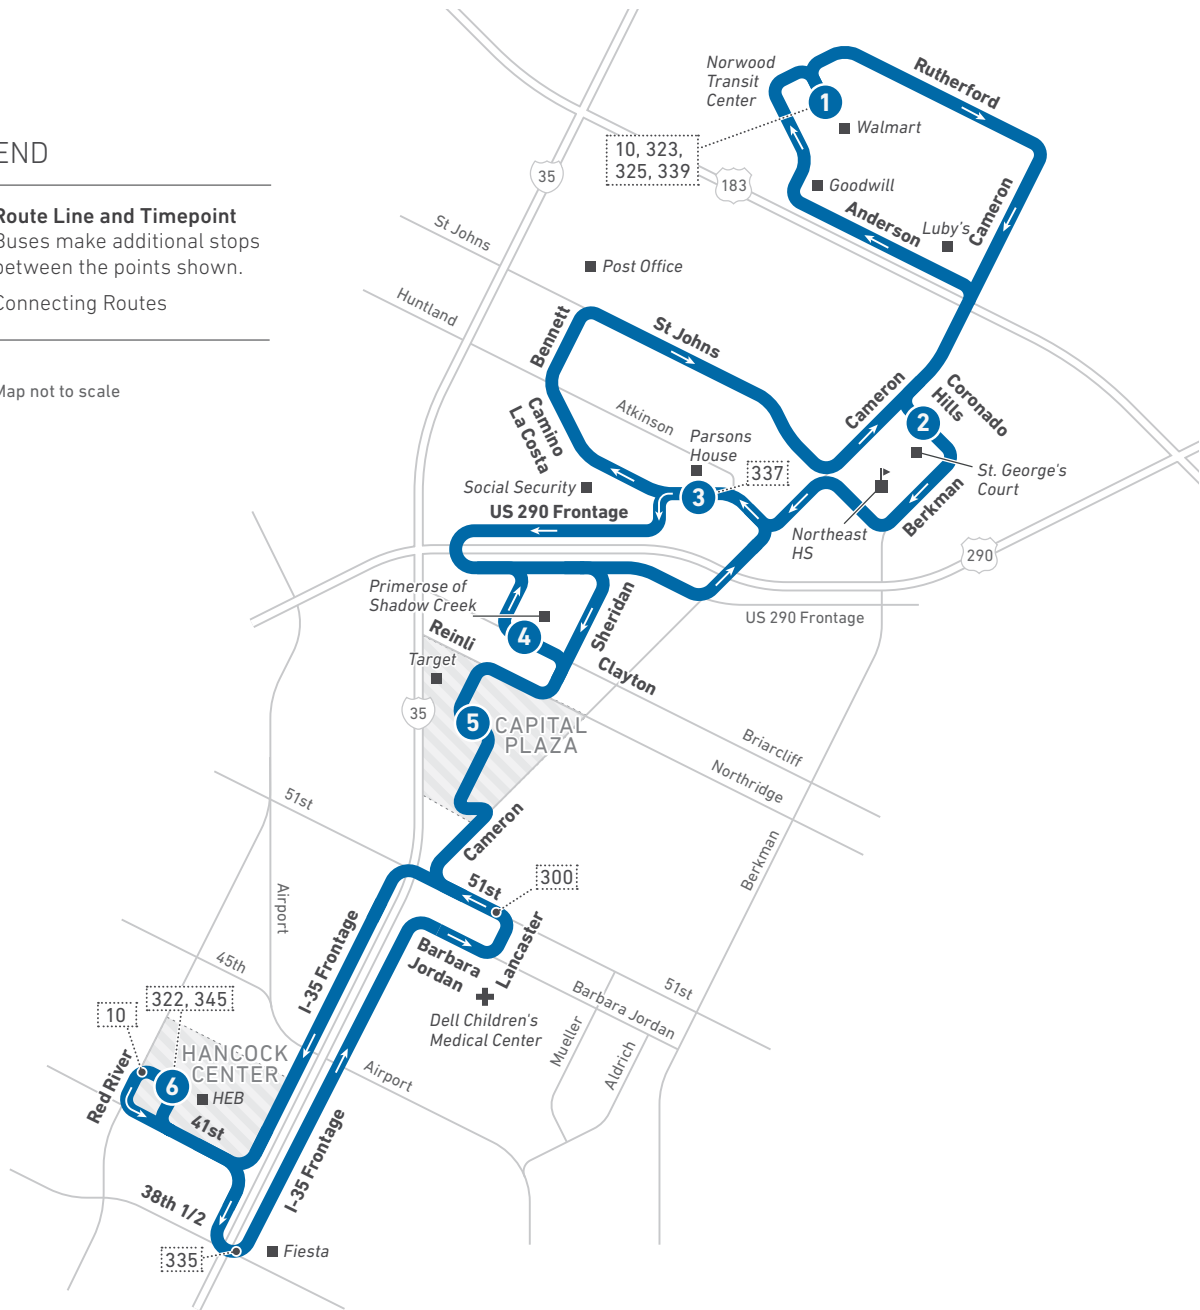 END
Route Line and Timepoint
Buses make additional stops
between the points shown.
Connecting Routes
Map not to scale
Norwood
Transit
Center
1
Walmart
Rutherford
10, 323,
325, 339
35
183
Goodwill
Anderson
Luby's
Cameron
St Johns
Post Office
Huntland
Bennett
St Johns
Camino
La Costa
Atkinson
Cameron
Coronado
Hills
2
Parsons
House
337
St. George's
Court
Social Security
3
US 290 Frontage
Berkman
Northeast
HS
290
Primerose of
Shadow Creek
Sheridan
US 290 Frontage
4
Reinli
Target
Clayton
35
5
CAPITAL
PLAZA
Briarcliff
Northridge
51st
Cameron
Berkman
51st
300
Airport
I-35 Frontage
Barbara
Jordan
Lancaster
45th
51st
Barbara Jordan
Dell Children's
Medical Center
Mueller
Aldrich
322, 345
10
HANCOCK
CENTER
6
HEB
Red River
41st
Airport
I-35 Frontage
38th 1/2
335
Fiesta